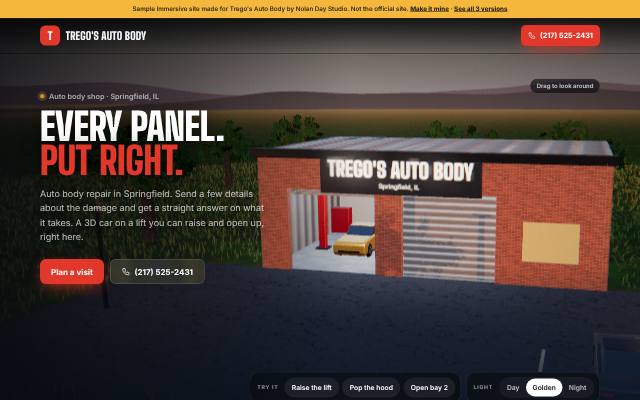 Sample Immersive site made for Trego's Auto Body by Nolan Day Studio. Not the official site. Make it mine · See all 3 versions
T TREGO'S AUTO BODY
(217) 525-2431
Drag to look around
Auto body shop · Springfield, IL
EVERY PANEL.
PUT RIGHT.
Auto body repair in Springfield. Send a few details
about the damage and get a straight answer on what
it takes. A 3D car on a lift you can raise and open up,
right here.
Plan a visit
(217) 525-2431
TREGO'S AUTO BODY
Springfield, IL
TRY IT Raise the lift Pop the hood Open bay 2
LIGHT Day Golden Night